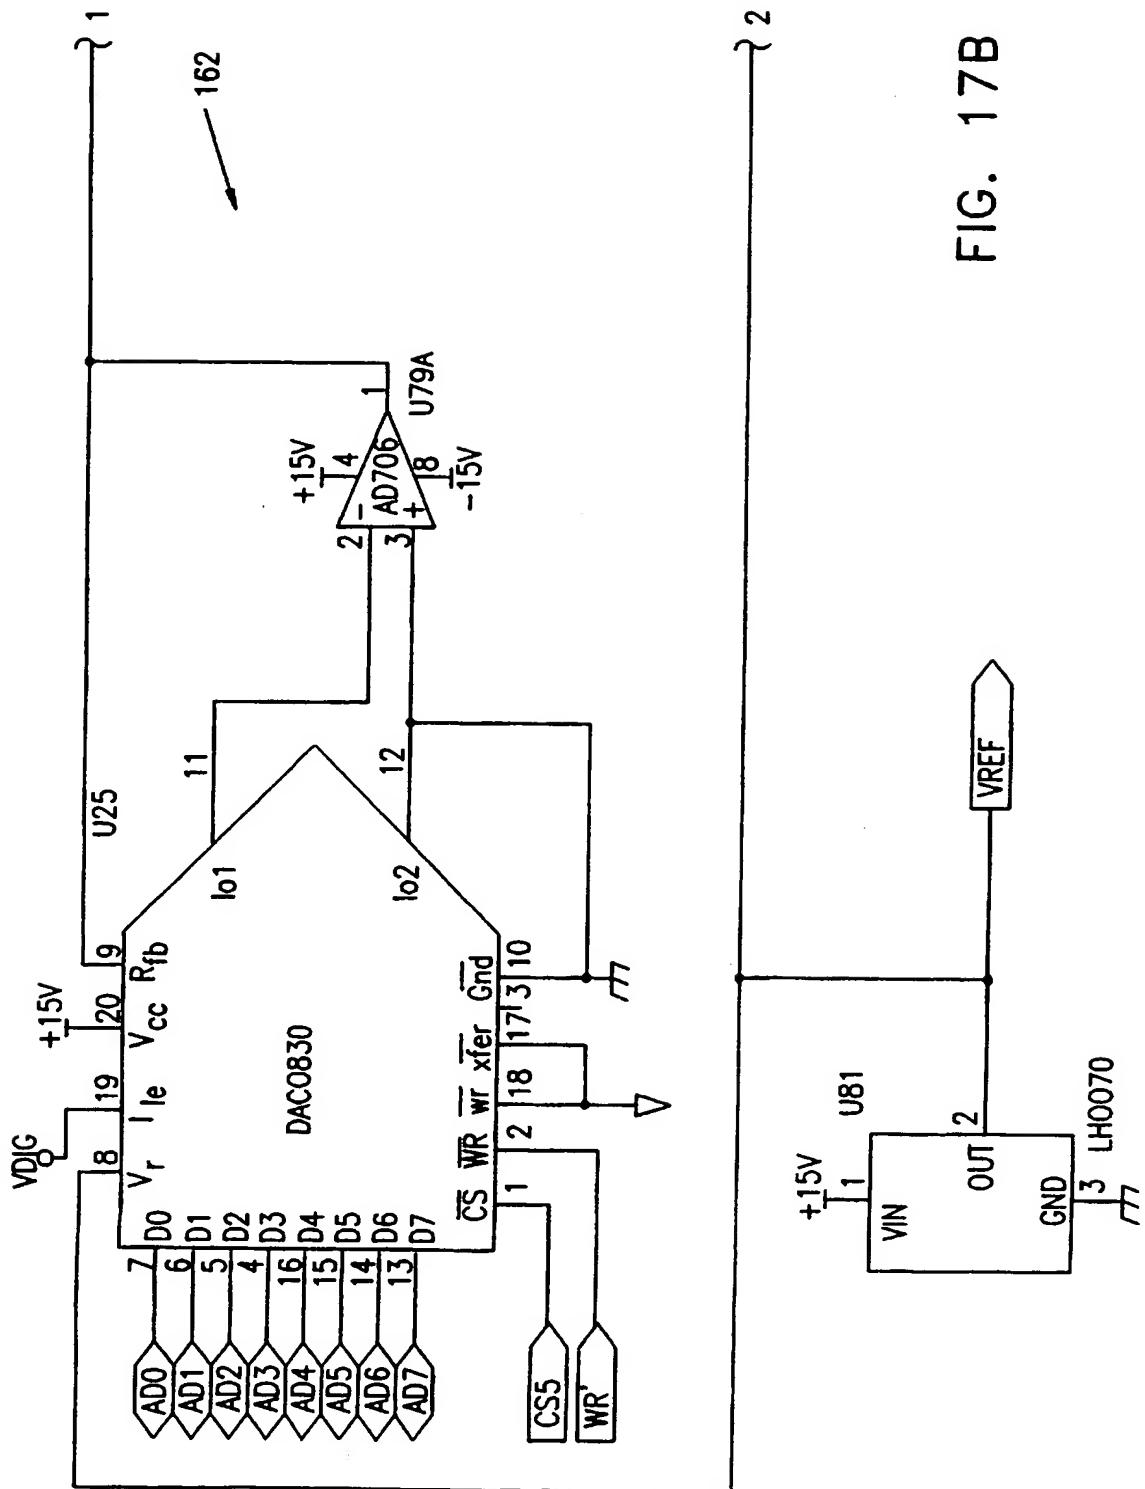 1
162
+15V
4
2
-
AD706
1
3
+
8
U79A
-15V
U25
11
Io1
12
Io2
VDIG
+15V
8
19
20
9
Vr
Ile
Vcc
Rfb
DAC0830
AD0
7
D0
AD1
6
D1
AD2
5
D2
AD3
4
D3
AD4
16
D4
AD5
15
D5
AD6
14
D6
AD7
13
D7
CS
WR
wr
xfer
Gnd
1
2
18
17
3
10
CS5
WR'
2
+15V
1
U81
VIN
OUT
2
GND
3
LH0070
VREF
FIG. 17B